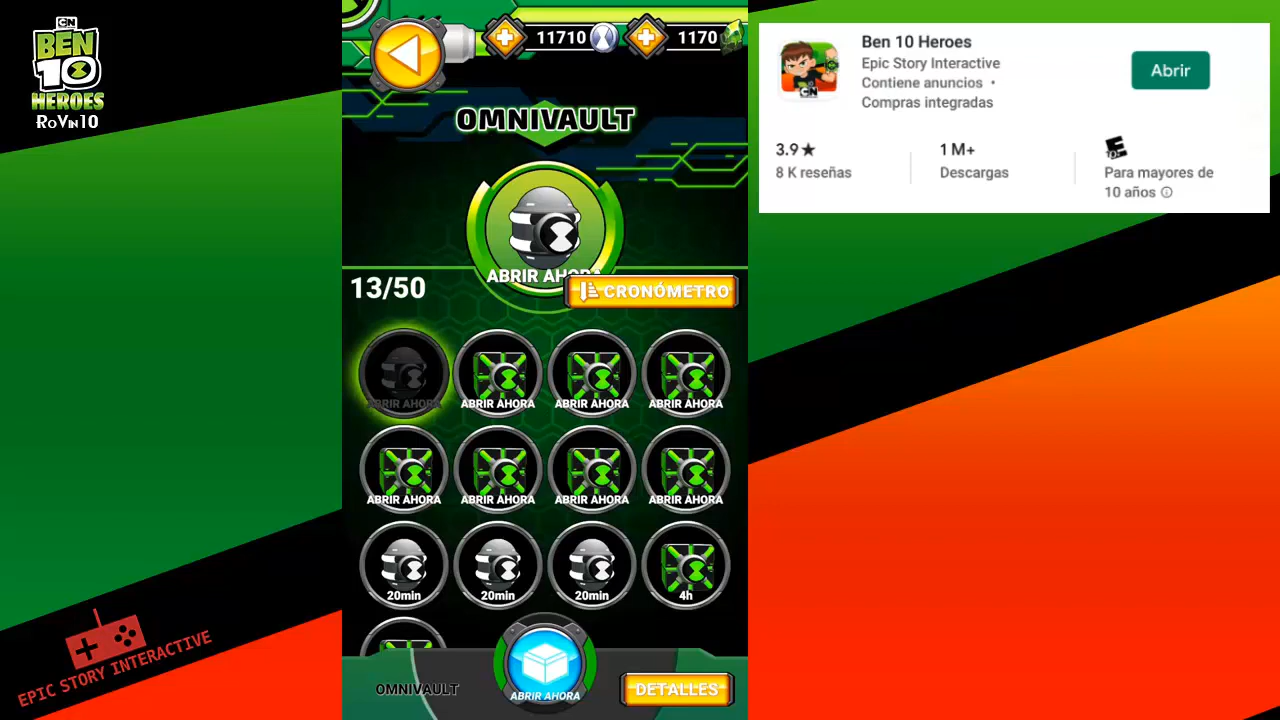 CN
BEN
10
HEROES
RoVin10
11710
1170
OMNIVAULT
ABRIR AHORA
13/50
CRONÓMETRO
ABRIR AHORA
ABRIR AHORA
ABRIR AHORA
ABRIR AHORA
ABRIR AHORA
ABRIR AHORA
ABRIR AHORA
ABRIR AHORA
20min
20min
20min
4h
OMNIVAULT
ABRIR AHORA
DETALLES
Ben 10 Heroes
Epic Story Interactive
Contiene anuncios •
Compras integradas
Abrir
CN
3.9★
8 K reseñas
1 M+
Descargas
Para mayores de
10 años
EPIC STORY INTERACTIVE